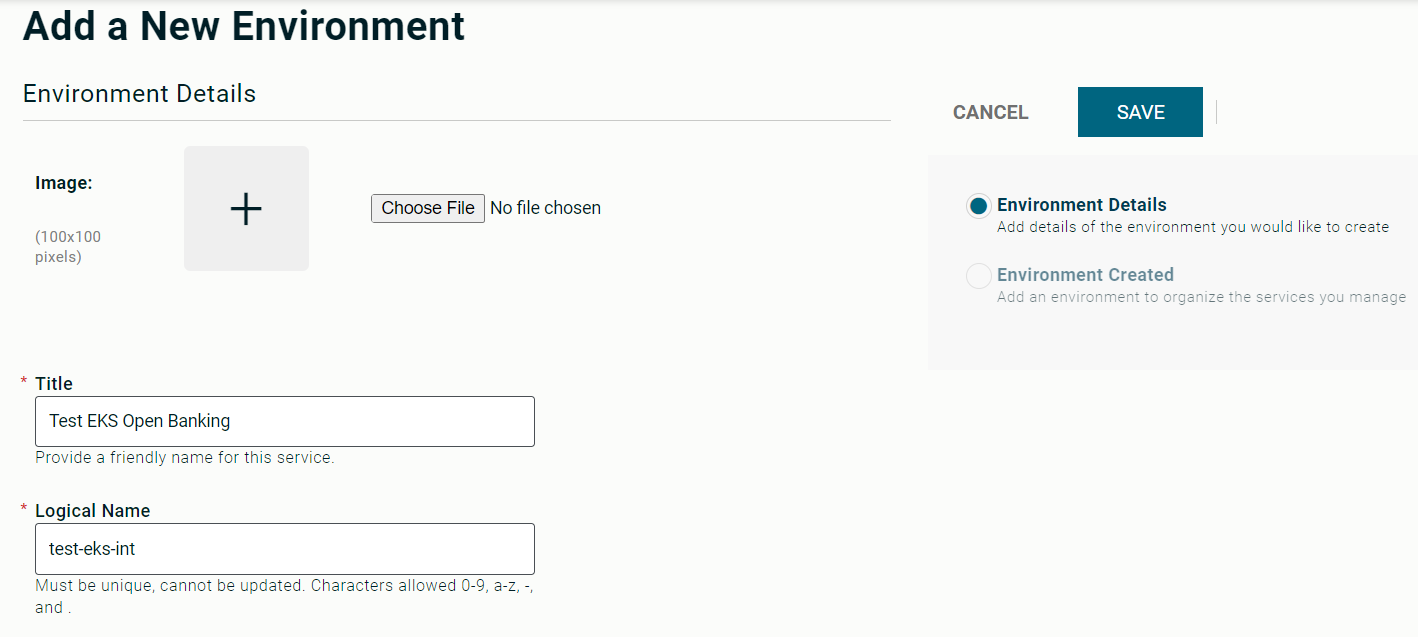 Add a New Environment
Environment Details
CANCEL
SAVE
Image:
(100x100
pixels)
Choose File No file chosen
Environment Details
Add details of the environment you would like to create
Environment Created
Add an environment to organize the services you manage
* Title
Test EKS Open Banking
Provide a friendly name for this service.
* Logical Name
test-eks-int
Must be unique, cannot be updated. Characters allowed 0-9, a-z, -,
and .